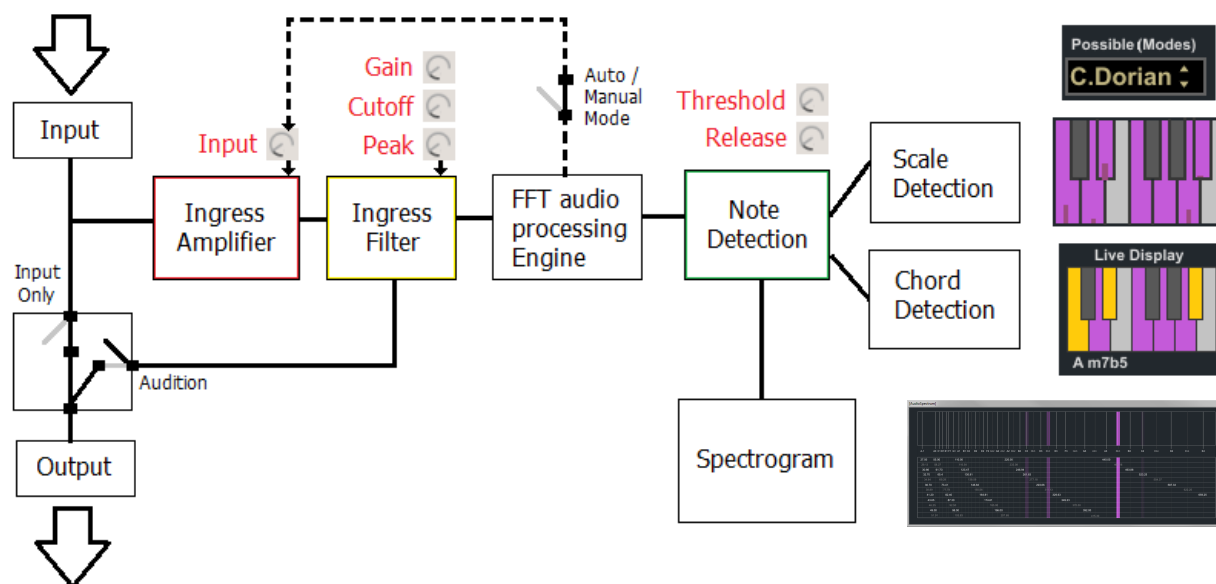 Input
Input
Only
Audition
Output
Input
Ingress
Amplifier
Gain
Cutoff
Peak
Ingress
Filter
Auto /
Manual
Mode
FFT audio
processing
Engine
Threshold
Release
Note
Detection
Spectrogram
Scale
Detection
Chord
Detection
Possible (Modes)
C.Dorian
Live Display
A m7b5